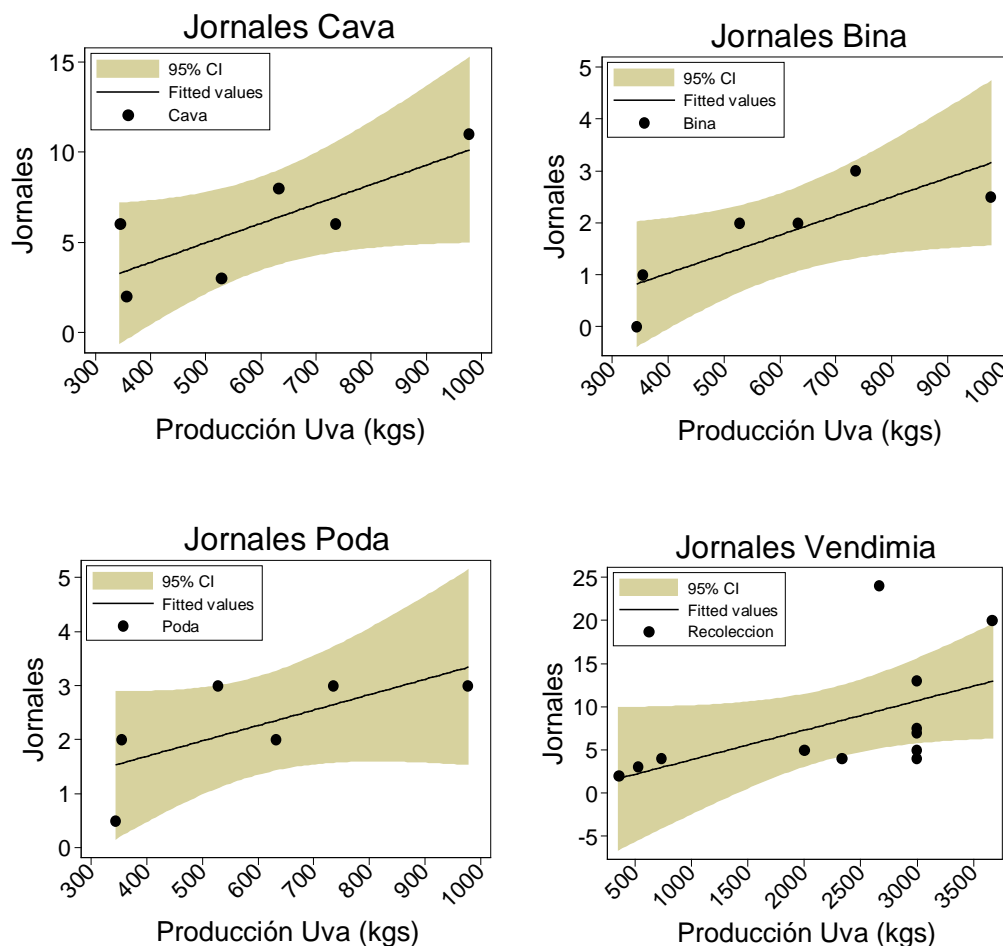 Jornales Cava
15
10
5
0
Jornales
95% CI
Fitted values
Cava
300
400
500
600
700
800
900
1000
Producción Uva (kgs)
Jornales Bina
5
4
3
2
1
0
Jornales
95% CI
Fitted values
Bina
300
400
500
600
700
800
900
1000
Producción Uva (kgs)
Jornales Poda
5
4
3
2
1
0
Jornales
95% CI
Fitted values
Poda
300
400
500
600
700
800
900
1000
Producción Uva (kgs)
Jornales Vendimia
25
20
15
10
5
0
-5
Jornales
95% CI
Fitted values
Recoleccion
500
1000
1500
2000
2500
3000
3500
Producción Uva (kgs)